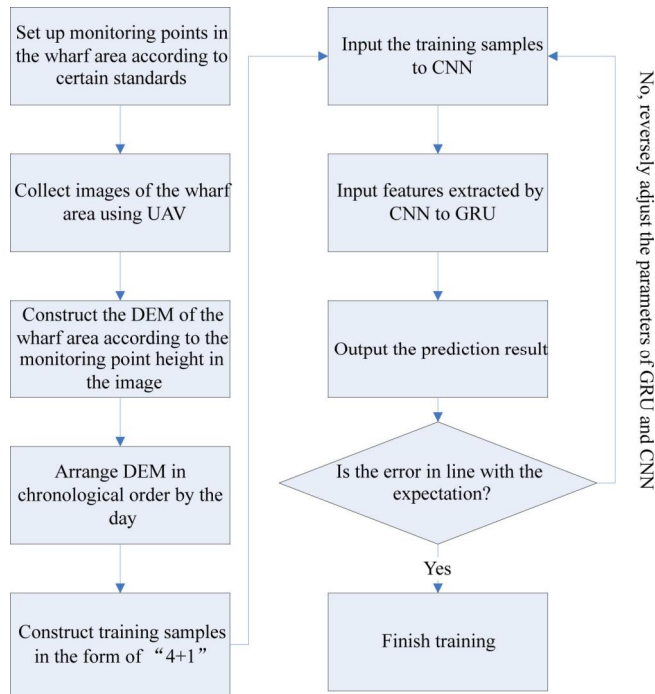 Set up monitoring points in
the wharf area according to
certain standards
Collect images of the wharf
area using UAV
Construct the DEM of the
wharf area according to the
monitoring point height in
the image
Arrange DEM in
chronological order by the
day
Construct training samples
in the form of “4+1”
Input the training samples
to CNN
Input features extracted by
CNN to GRU
Output the prediction result
Is the error in line with the
expectation?
Yes
Finish training
No, reversely adjust the parameters of GRU and CNN